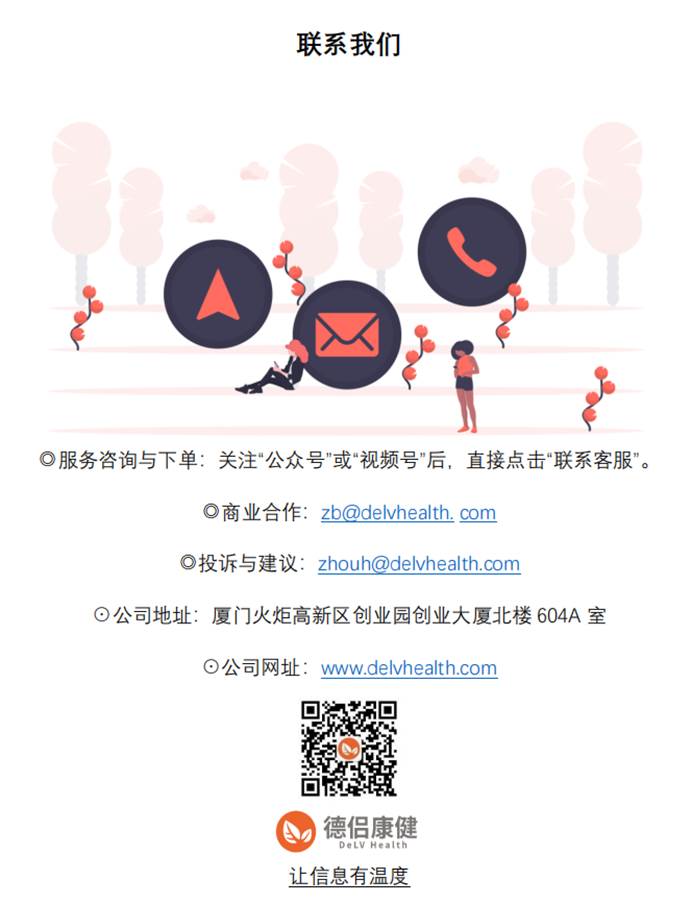 联系我们
◎服务咨询与下单：关注“公众号”或“视频号”后，直接点击“联系客服”。
◎商业合作：zb@delvhealth. com
◎投诉与建议：zhouh@delvhealth.com
⊙公司地址：厦门火炬高新区创业园创业大厦北楼 604A 室
⊙公司网址：www.delvhealth.com
德侣康健
DeLV Health
让信息有温度